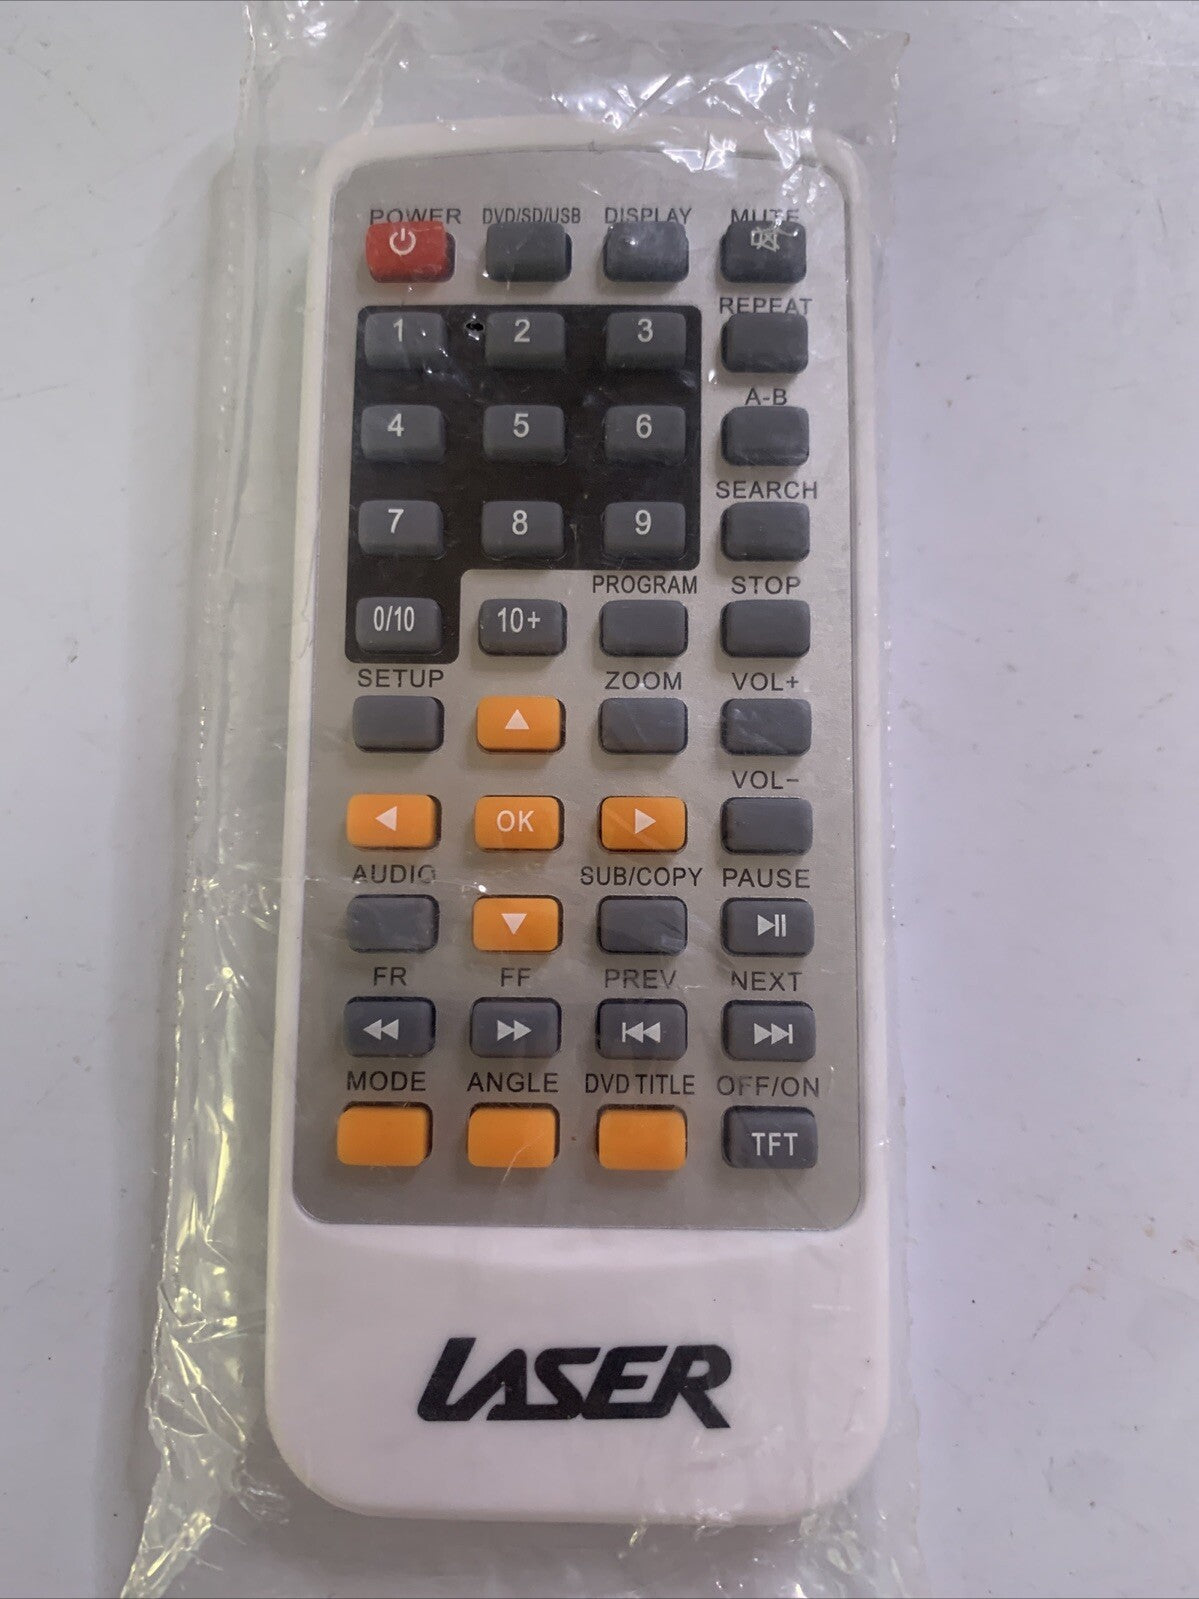 POWER DVD/SD/USB DISPLAY MUTE
REPEAT
1 2 3
A-B
4 5 6
SEARCH
7 8 9
PROGRAM STOP
0/10 10+
SETUP ZOOM VOL+
VOL-
OK
AUDIO SUB/COPY PAUSE
FR FF PREV NEXT
MODE ANGLE DVD TITLE OFF/ON
TFT
LASER